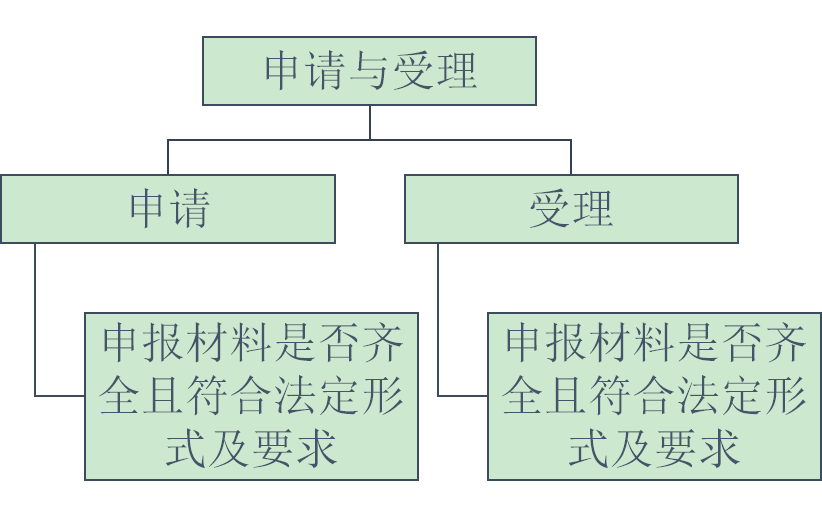 申请与受理
申请
受理
申报材料是否齐
全且符合法定形
式及要求
申报材料是否齐
全且符合法定形
式及要求